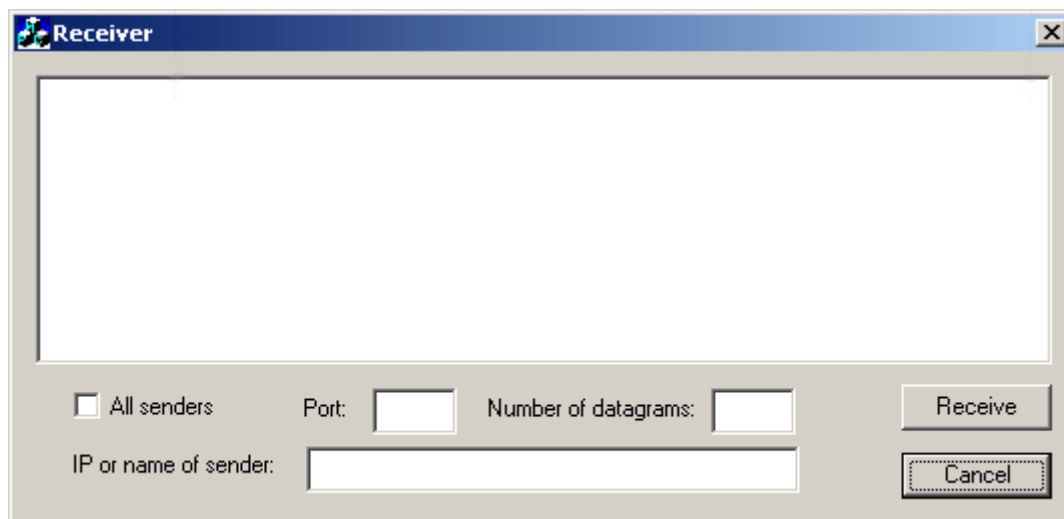 Receiver
All senders Port: Number of datagrams: Receive
IP or name of sender: Cancel